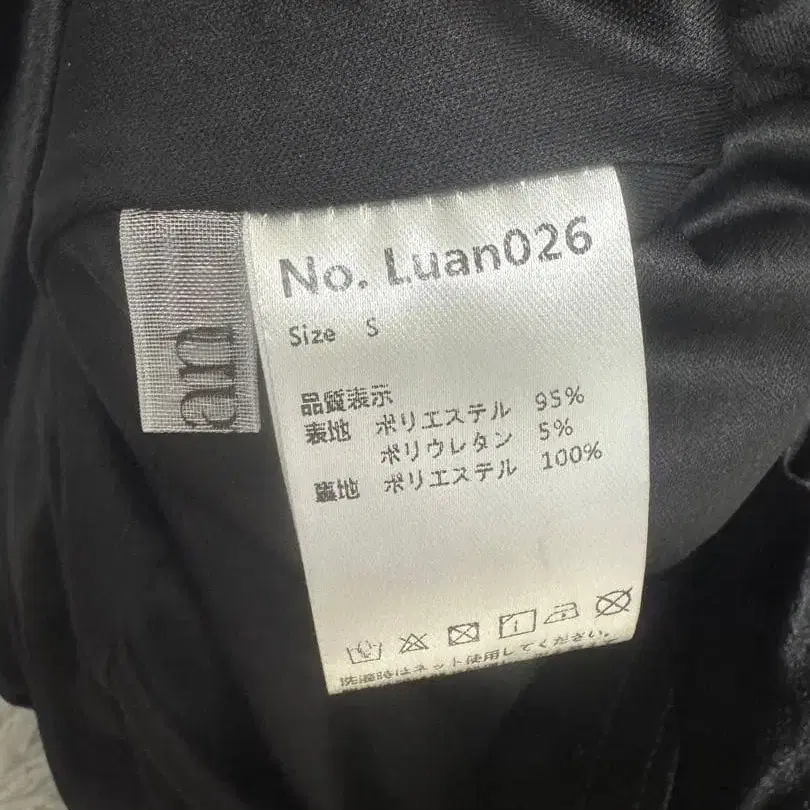 an
No. Luan026
Size S
品質表示
表地 ポリエステル 95%
ポリウレタン 5%
裏地 ポリエステル 100%
洗濯時はネット使用してください。